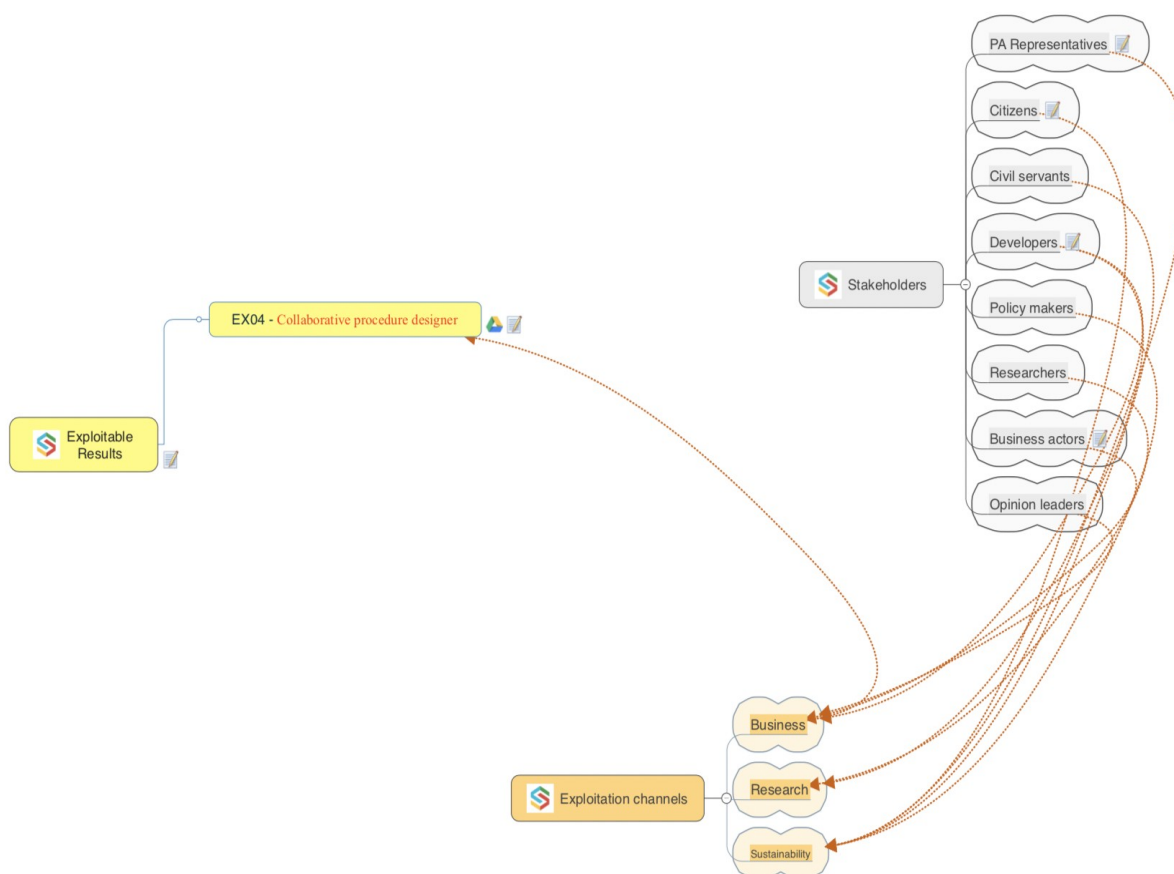 PA Representatives
Citizens
Civil servants
Developers
Stakeholders
Policy makers
EX04 - Collaborative procedure designer
Researchers
Exploitable
Results
Business actors
Opinion leaders
Business
Research
Exploitation channels
Sustainability